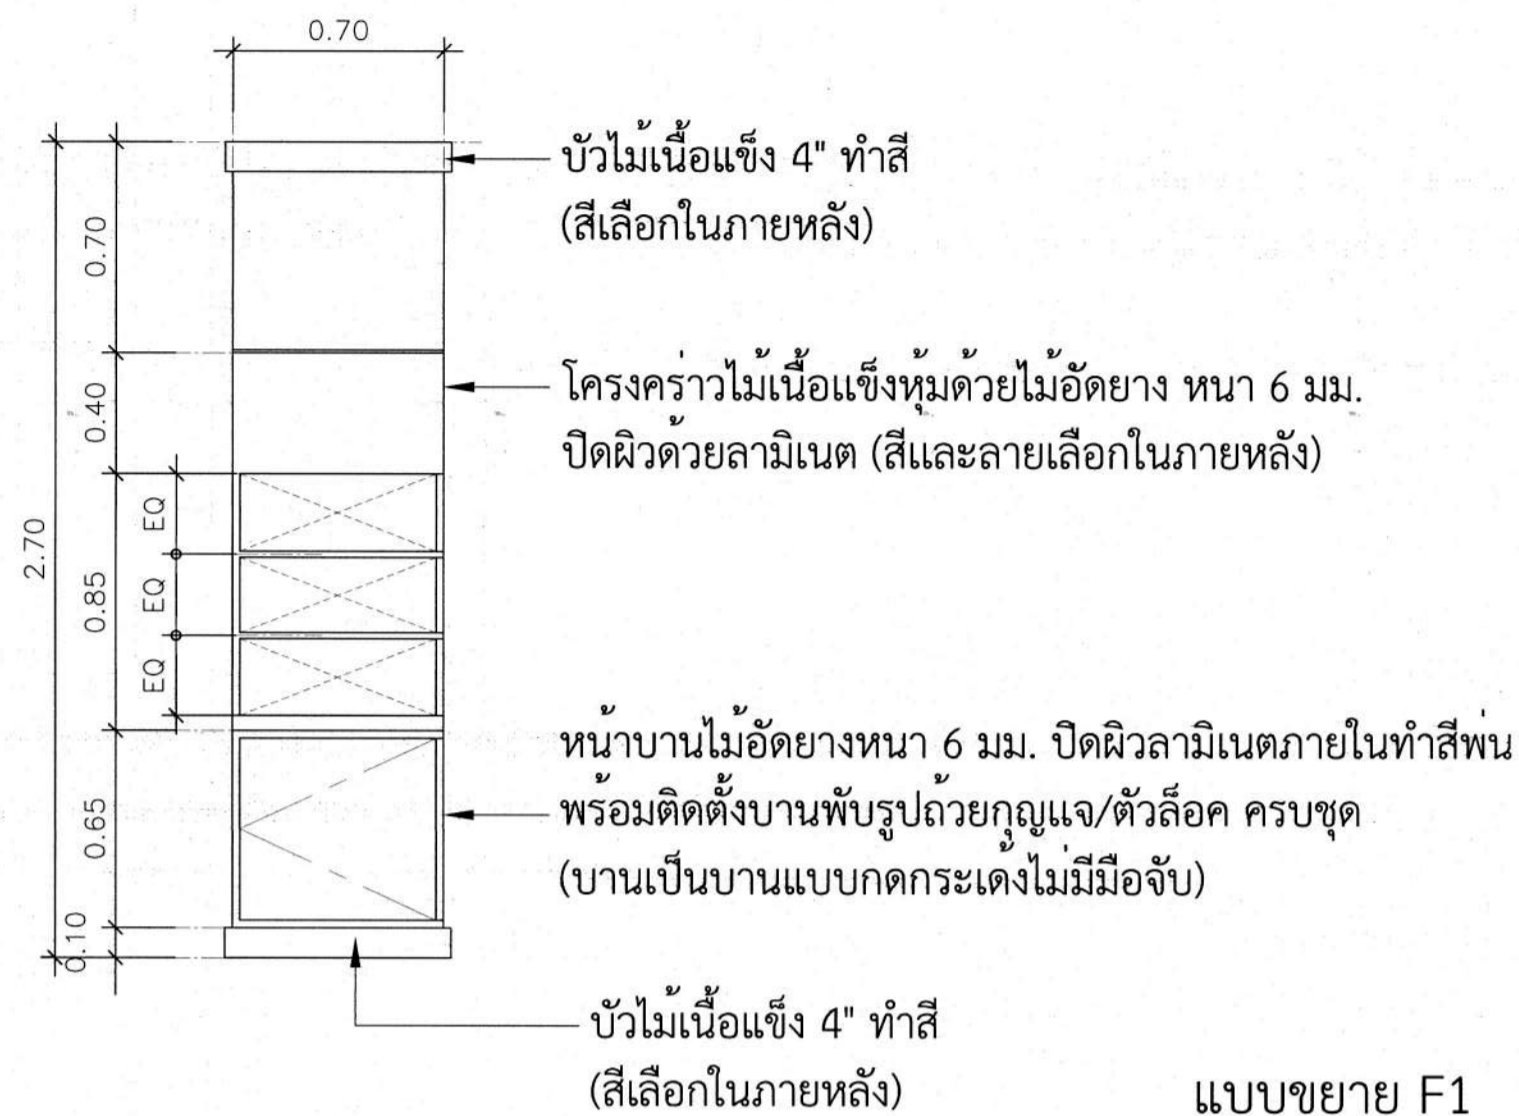 0.70
บัวไม้เนื้อแข็ง 4" ทำสี
(สีเลือกในภายหลัง)
0.70
โครงคร่าวไม้เนื้อแข็งหุ้มด้วยไม้อัดยาง หนา 6 มม.
ปิดผิวด้วยลามิเนต (สีและลายเลือกในภายหลัง)
0.40
2.70
0.85
EQ
EQ
EQ
หน้าบานไม้อัดยางหนา 6 มม. ปิดผิวลามิเนตภายในทำสีพ่น
พร้อมติดตั้งบานพับรูปถ้วยกุญแจ/ตัวล็อค ครบชุด
(บานเป็นบานแบบกดกระเด้งไม่มีมือจับ)
0.65
0.10
บัวไม้เนื้อแข็ง 4" ทำสี
(สีเลือกในภายหลัง)
แบบขยาย F1